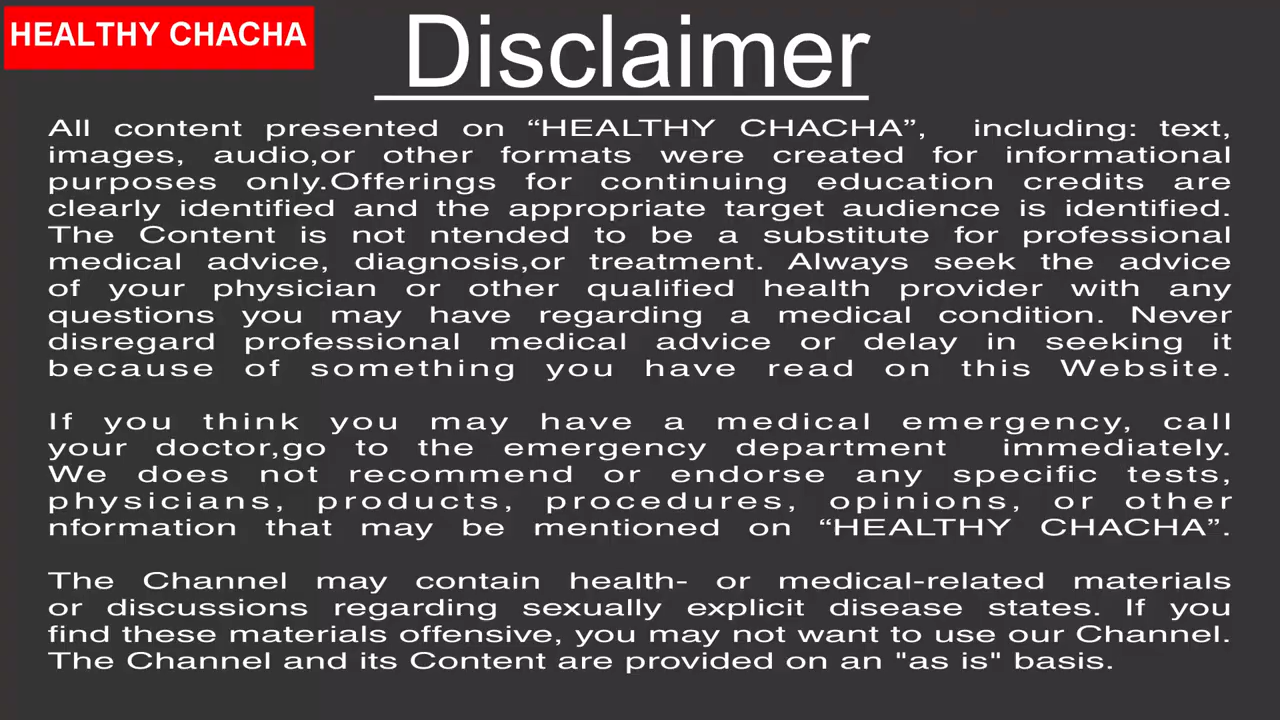 HEALTHY CHACHA
Disclaimer
All content presented on “HEALTHY CHACHA”, including: text,
images, audio,or other formats were created for informational
purposes only.Offerings for continuing education credits are
clearly identified and the appropriate target audience is identified.
The Content is not ntended to be a substitute for professional
medical advice, diagnosis,or treatment. Always seek the advice
of your physician or other qualified health provider with any
questions you may have regarding a medical condition. Never
disregard professional medical advice or delay in seeking it
because of something you have read on this Website.
If you think you may have a medical emergency, call
your doctor,go to the emergency department immediately.
We does not recommend or endorse any specific tests,
physicians, products, procedures, opinions, or other
nformation that may be mentioned on “HEALTHY CHACHA”.
The Channel may contain health- or medical-related materials
or discussions regarding sexually explicit disease states. If you
find these materials offensive, you may not want to use our Channel.
The Channel and its Content are provided on an "as is" basis.